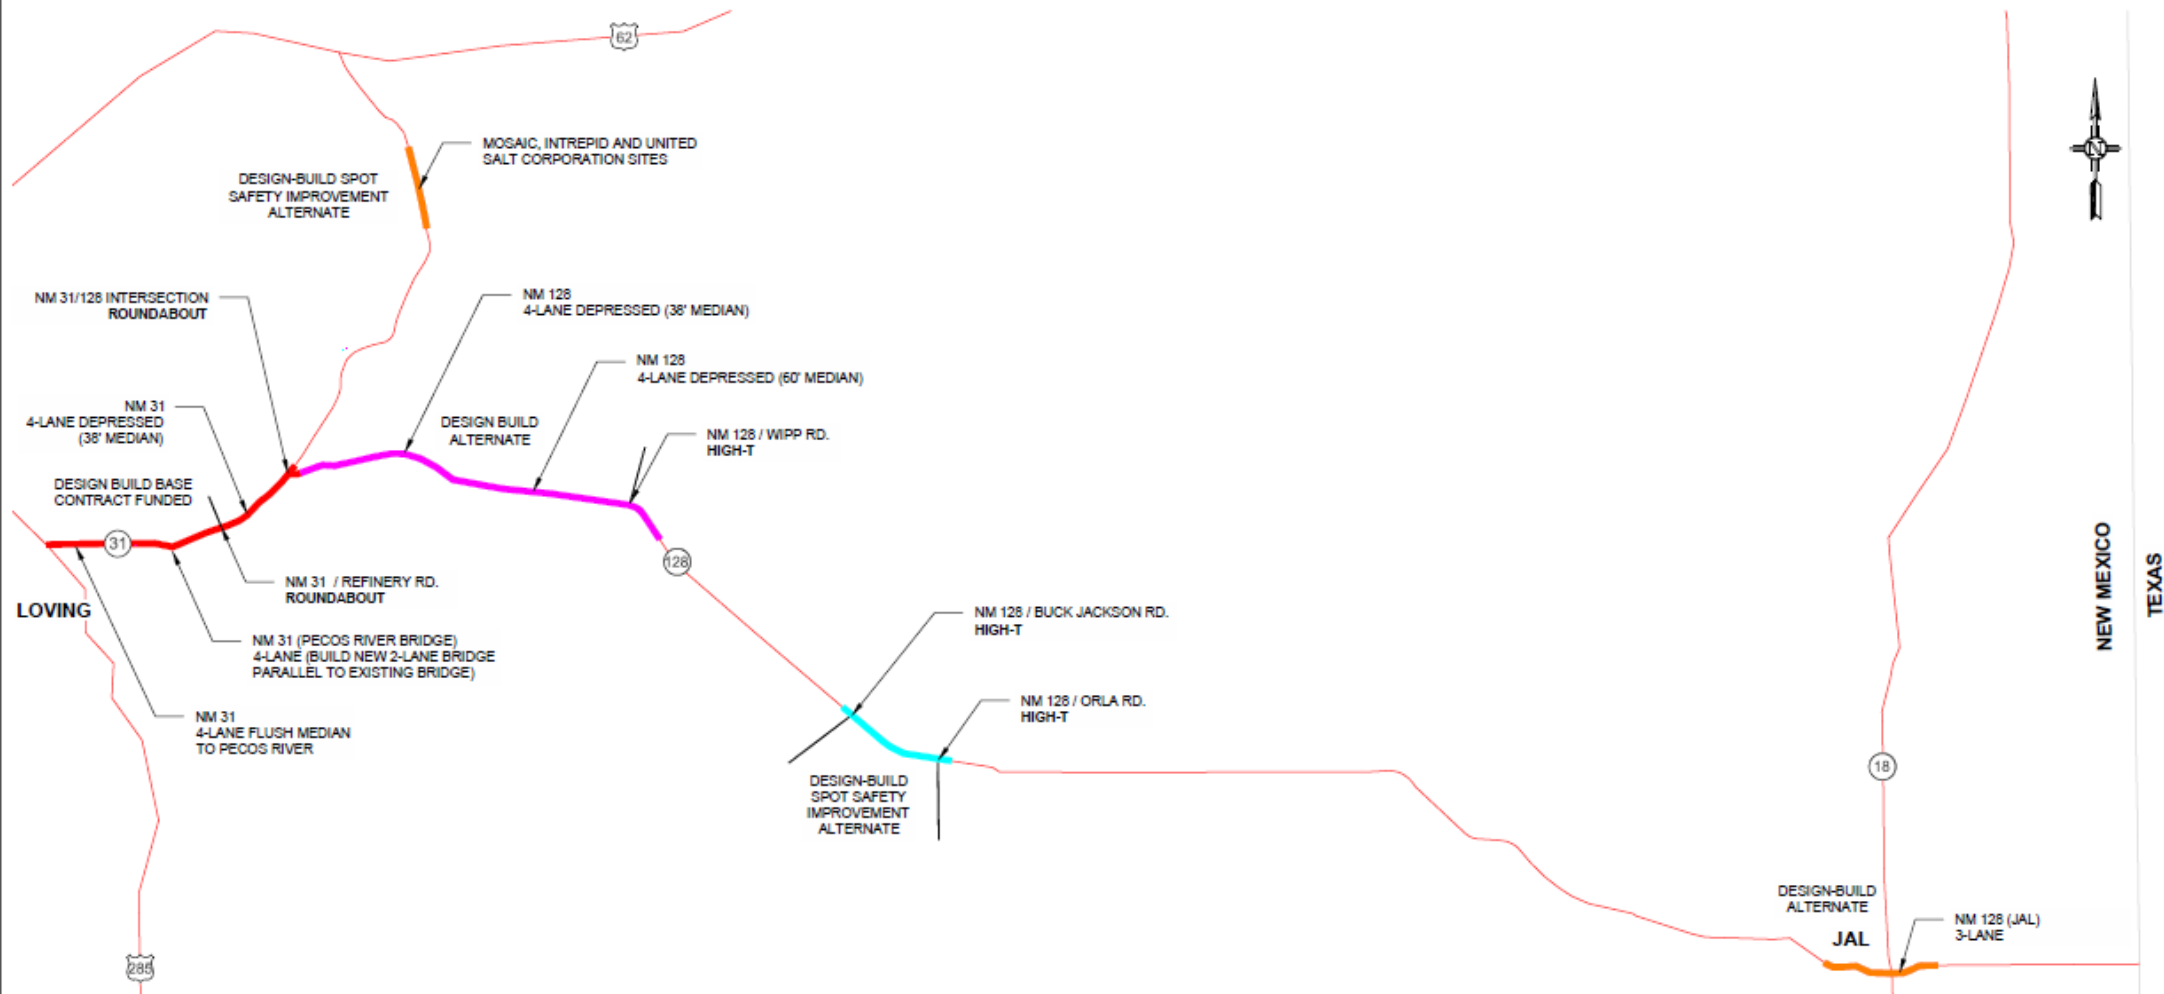 62
MOSAIC, INTREPID AND UNITED
SALT CORPORATION SITES
DESIGN-BUILD SPOT
SAFETY IMPROVEMENT
ALTERNATE
N
NM 31/128 INTERSECTION
ROUNDABOUT
NM 128
4-LANE DEPRESSED (38' MEDIAN)
NM 128
4-LANE DEPRESSED (60' MEDIAN)
NM 31
4-LANE DEPRESSED
(38' MEDIAN)
DESIGN BUILD
ALTERNATE
NM 128 / WIPP RD.
HIGH-T
DESIGN BUILD BASE
CONTRACT FUNDED
31
128
NM 31 / REFINERY RD.
ROUNDABOUT
LOVING
NM 31 (PECOS RIVER BRIDGE)
4-LANE (BUILD NEW 2-LANE BRIDGE
PARALLEL TO EXISTING BRIDGE)
NM 31
4-LANE FLUSH MEDIAN
TO PECOS RIVER
NM 128 / BUCK JACKSON RD.
HIGH-T
NM 128 / ORLA RD.
HIGH-T
DESIGN-BUILD
SPOT SAFETY
IMPROVEMENT
ALTERNATE
NEW MEXICO
TEXAS
18
285
DESIGN-BUILD
ALTERNATE
JAL
NM 128 (JAL)
3-LANE